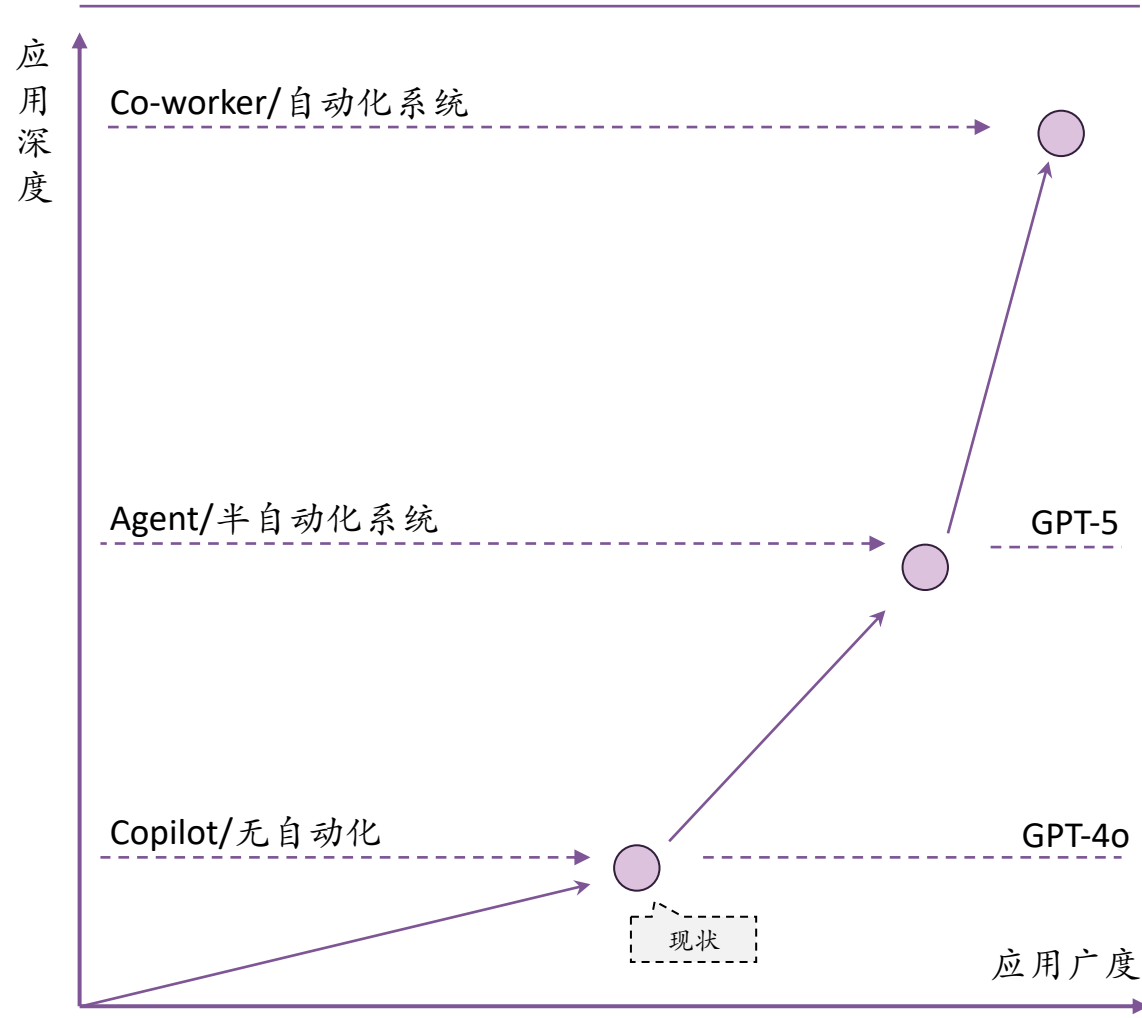 应用深度
Co-worker/自动化系统
Agent/半自动化系统
GPT-5
Copilot/无自动化
GPT-4o
现状
应用广度